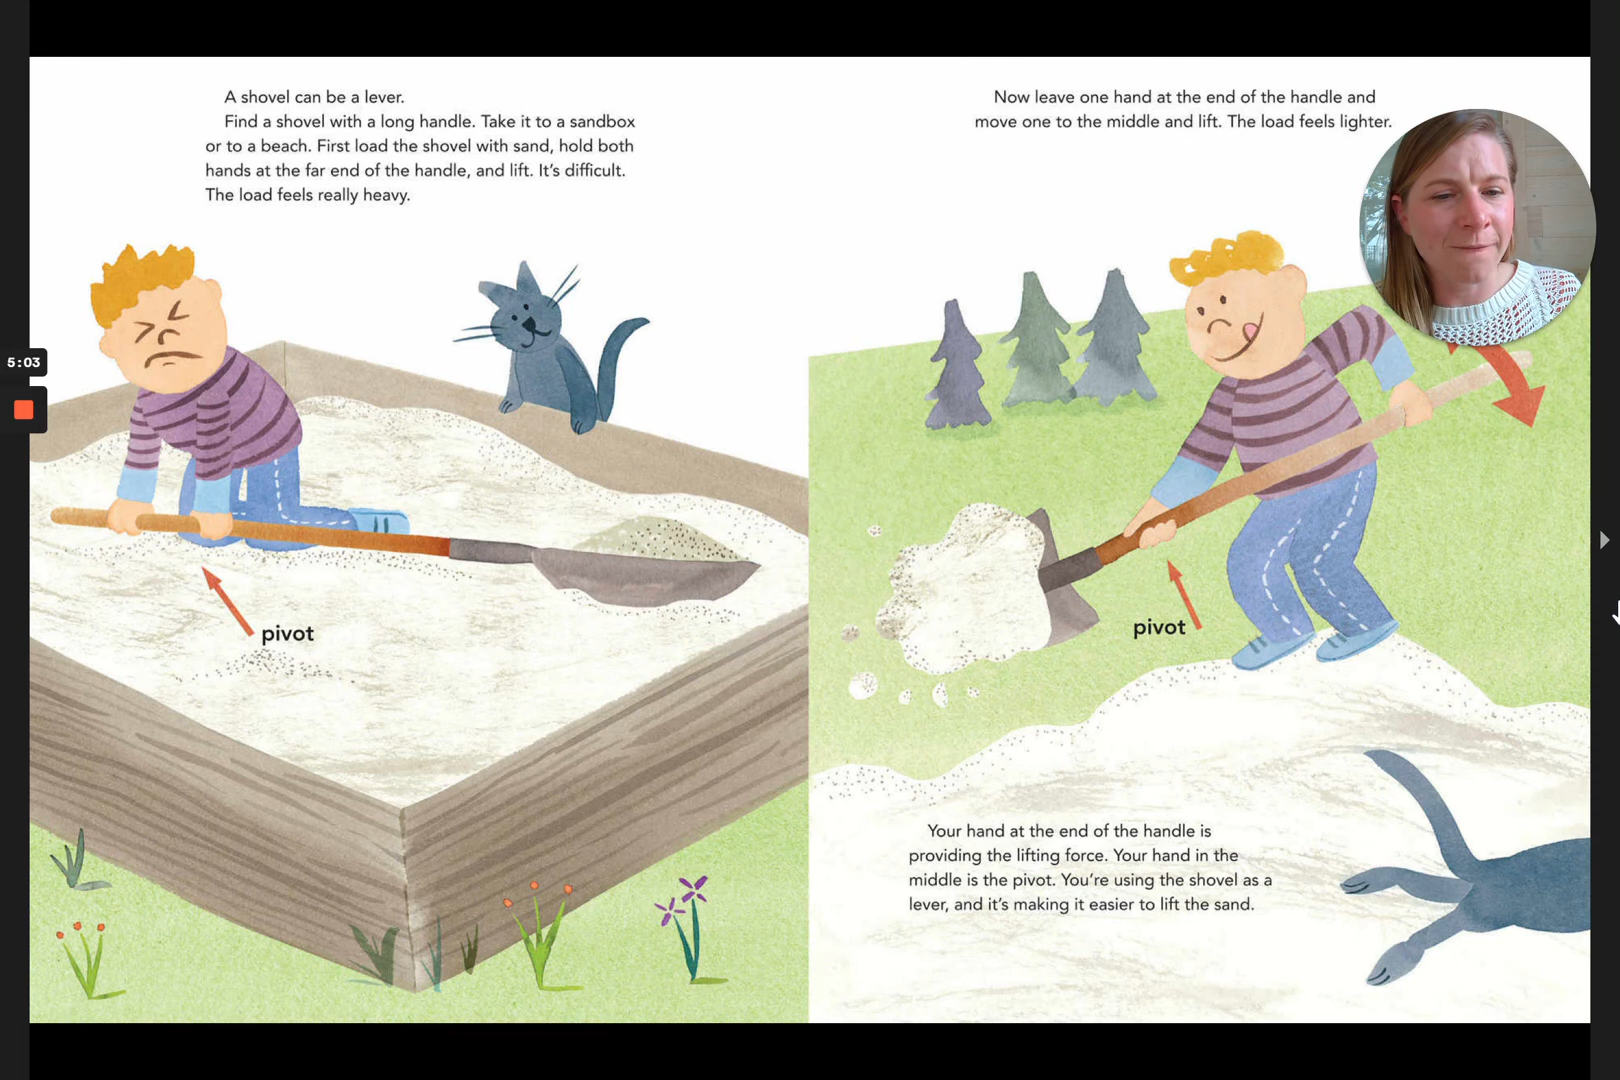 A shovel can be a lever.
Find a shovel with a long handle. Take it to a sandbox
or to a beach. First load the shovel with sand, hold both
hands at the far end of the handle, and lift. It’s difficult.
The load feels really heavy.
5:03
pivot
Now leave one hand at the end of the handle and
move one to the middle and lift. The load feels lighter.
pivot
Your hand at the end of the handle is
providing the lifting force. Your hand in the
middle is the pivot. You’re using the shovel as a
lever, and it’s making it easier to lift the sand.